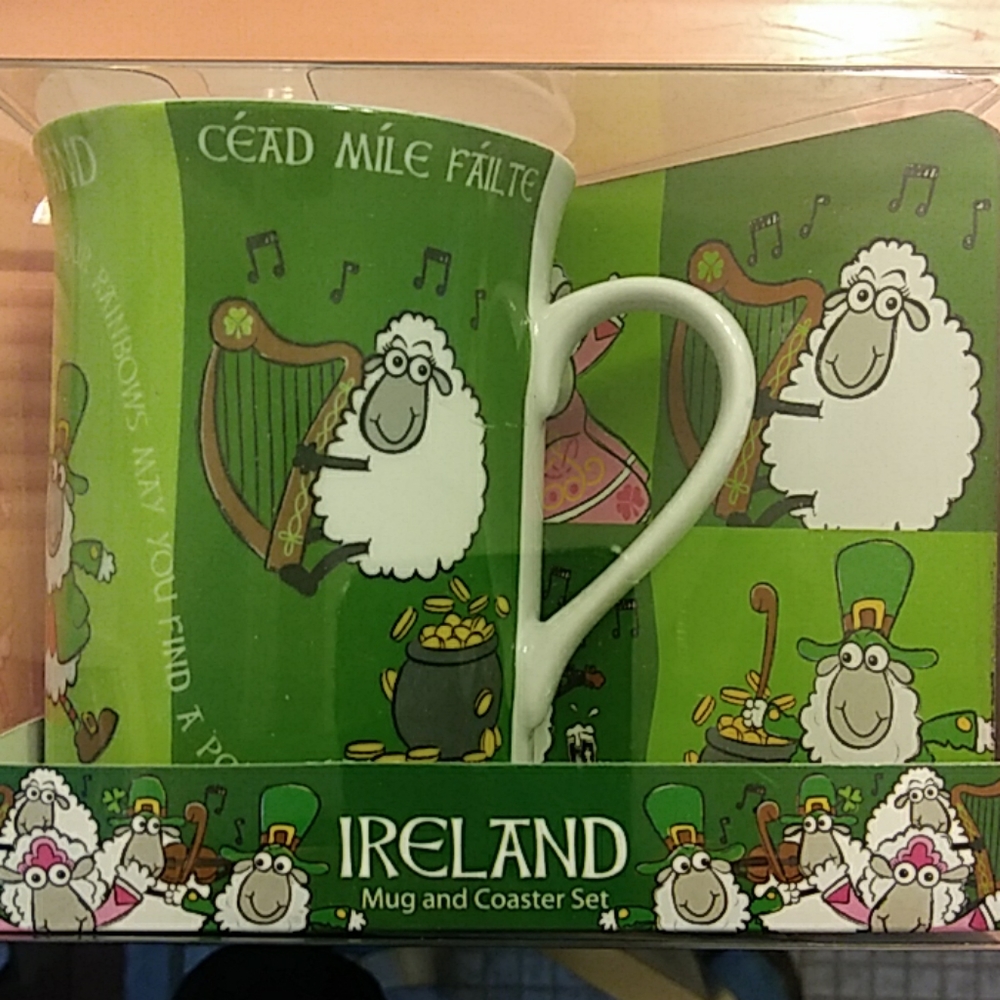 CÉAD MÍLE FÁILTE
RAINBOWS MAY YOU FIND A
IRELAND
Mug and Coaster Set